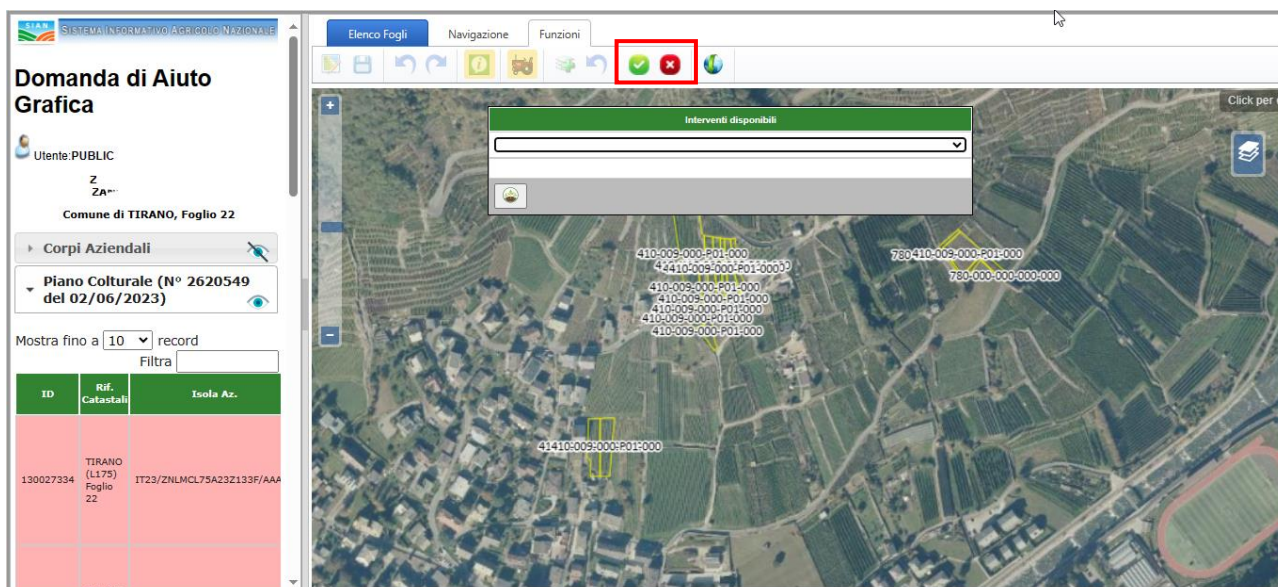 SIAN
SISTEMA INFORMATIVO AGRICOLO NAZIONALE
Domanda di Aiuto
Grafica
Utente:PUBLIC
Z
Comune di TIRANO, Foglio 22
Corpi Aziendali
Piano Colturale (N° 2620549
del 02/06/2023)
Mostra fino a 10 record
Filtra
ID Rif. Catastali Isola Az.
130027334 TIRANO (L175) Foglio 22 IT23/ZNLMCL75A23Z133F/AAA
Elenco Fogli Navigazione Funzioni
Click per
Interventi disponibili
410-009-000-P01-000
410-009-000-P01-000
410-009-000-P01-000
410-009-000-P01-000
410-009-000-P01-000
410-009-000-P01-000
410-009-000-P01-000
780 410-009-000-P01-000
780-000-000-000-000
41410-009-000-P01-000